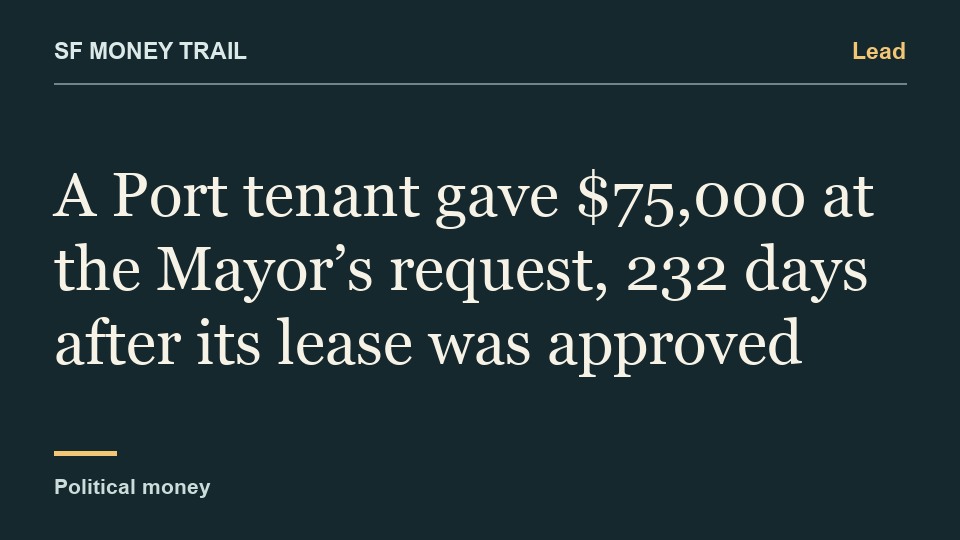 SF MONEY TRAIL
Lead
A Port tenant gave $75,000 at
the Mayor’s request, 232 days
after its lease was approved
Political money